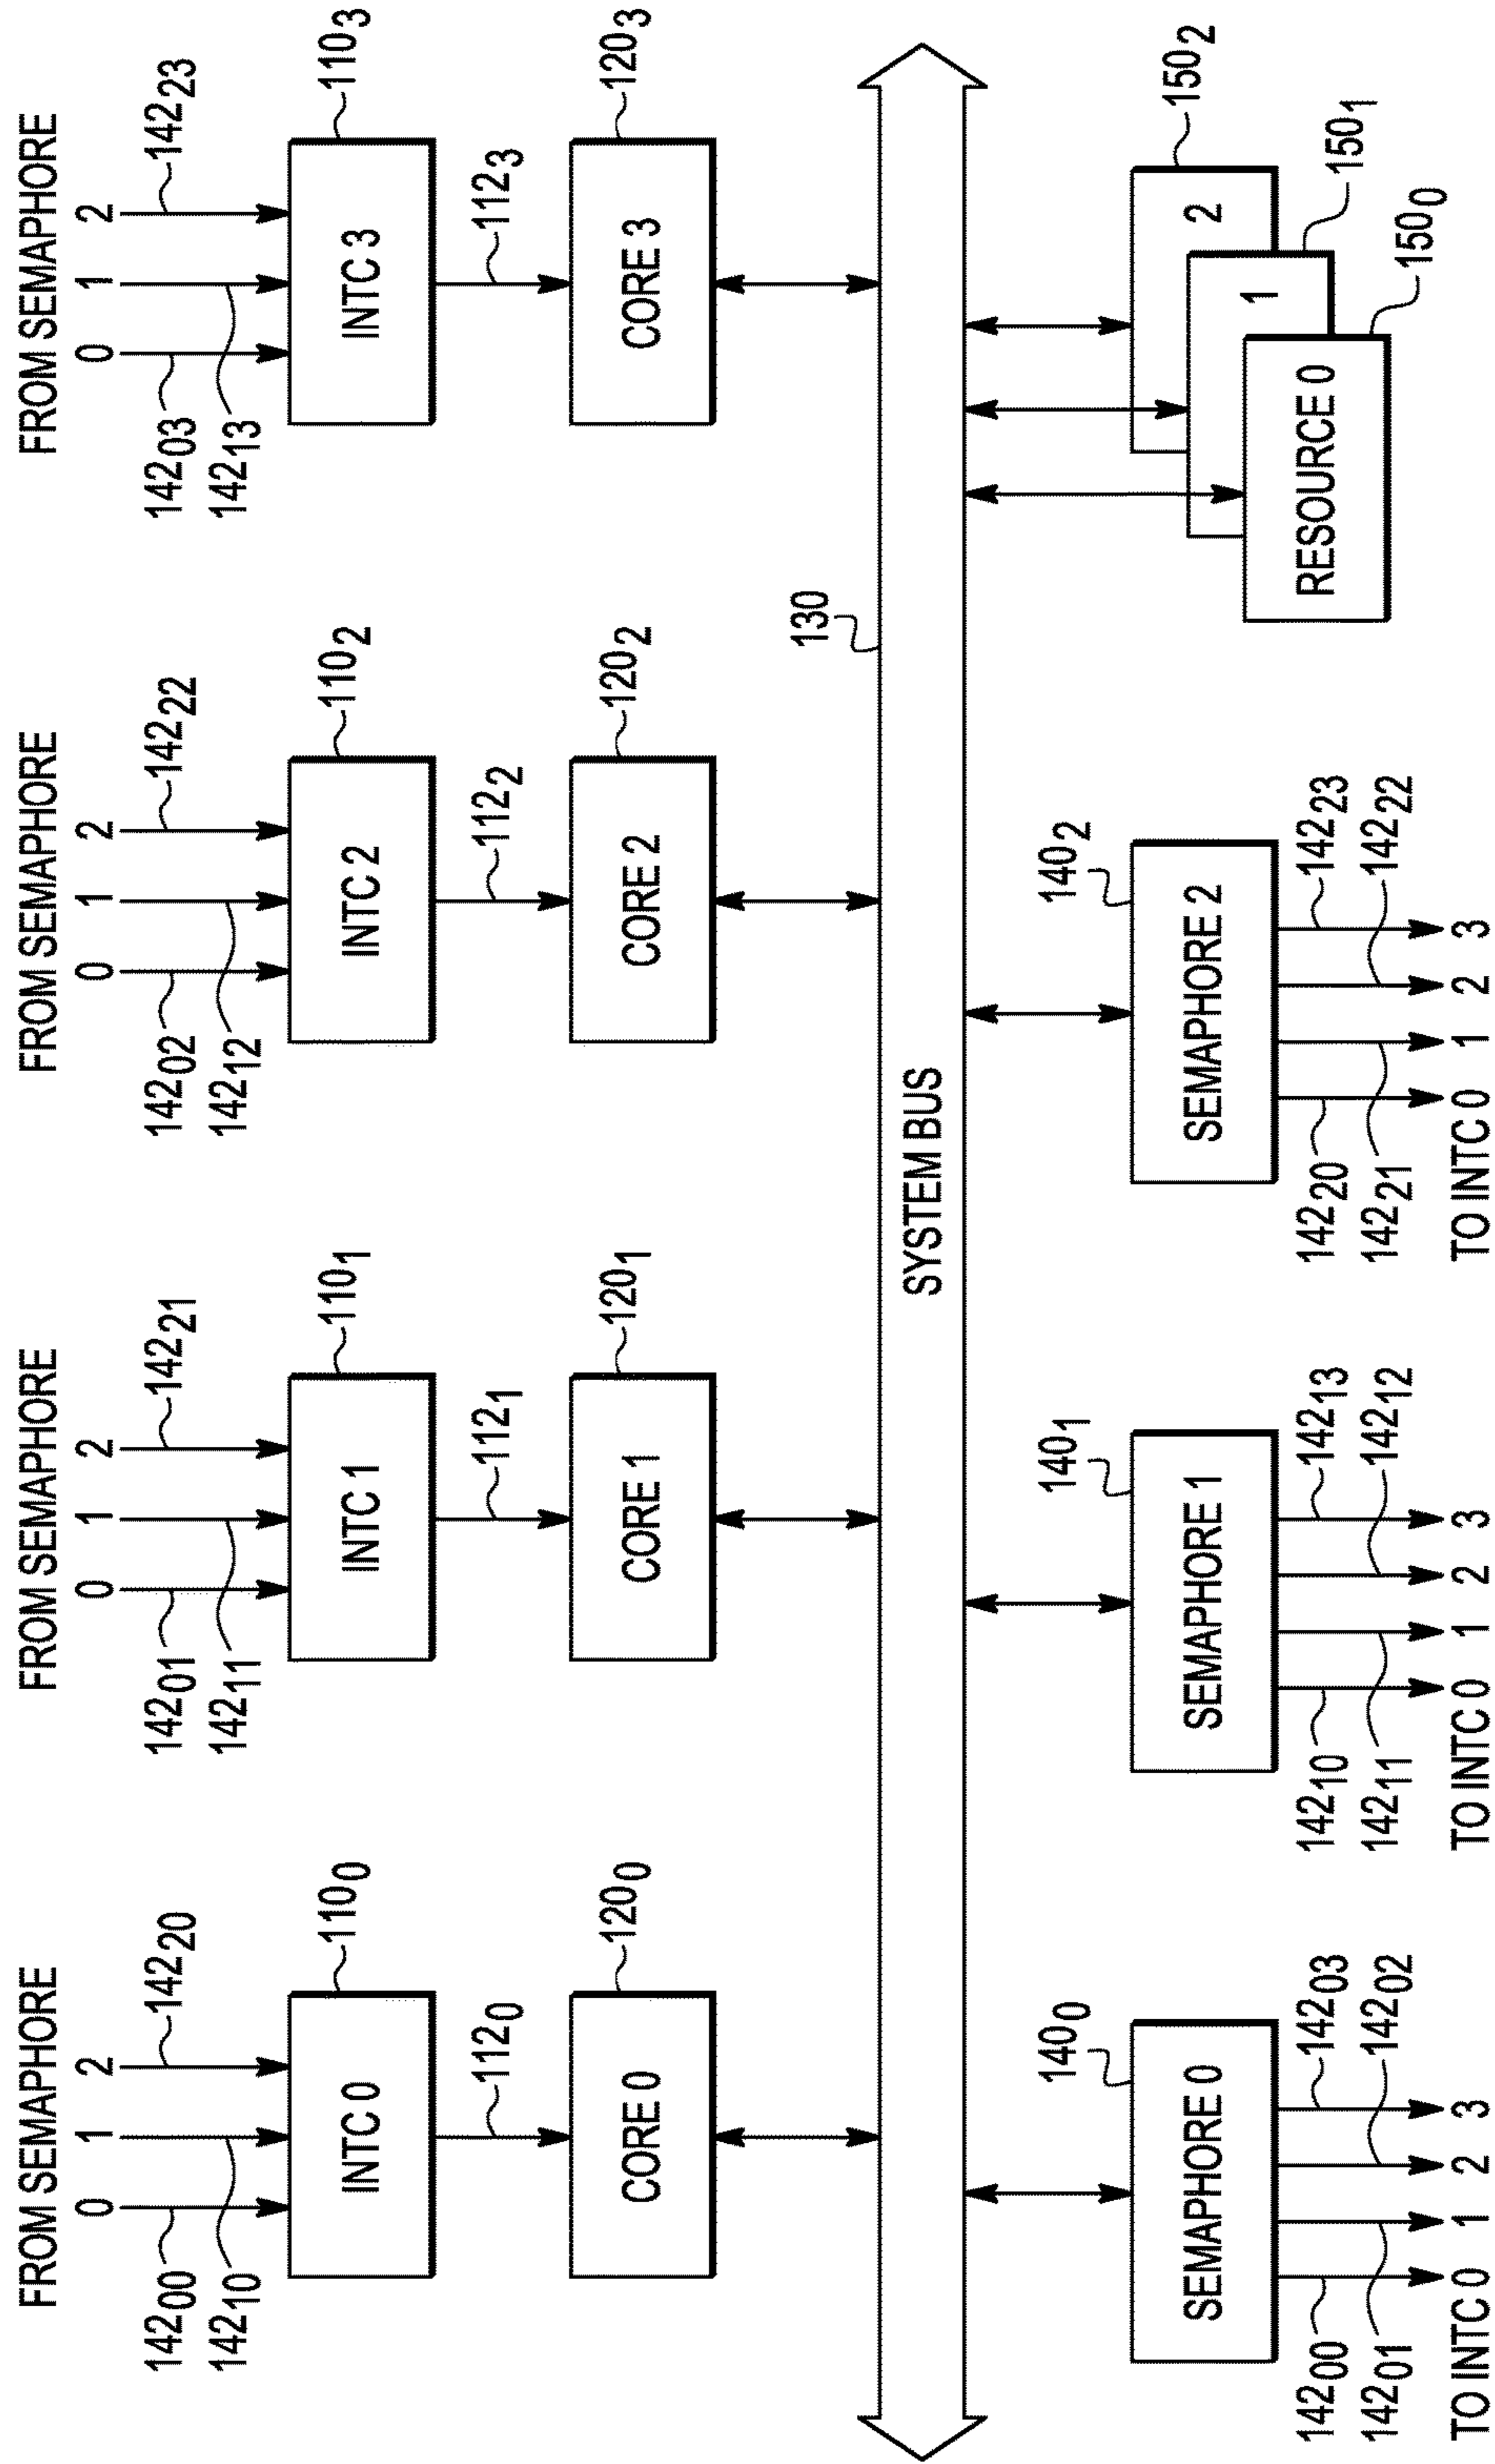 FROM SEMAPHORE FROM SEMAPHORE FROM SEMAPHORE FROM SEMAPHORE
0 1 2 0 1 2 0 1 2 0 1 2
142₀₀ 142₂₀ 142₀₁ 142₂₁ 142₀₂ 142₂₂ 142₀₃ 142₂₃
142₁₀ 142₁₁ 142₁₂ 142₁₃
110₀ 110₁ 110₂ 110₃
INTC 0 INTC 1 INTC 2 INTC 3
112₀ 112₁ 112₂ 112₃
120₀ 120₁ 120₂ 120₃
CORE 0 CORE 1 CORE 2 CORE 3
130
SYSTEM BUS
140₀ 140₁ 140₂ 150₂
SEMAPHORE 0 SEMAPHORE 1 SEMAPHORE 2 2
1 150₁
RESOURCE 0 150₀
142₀₀ 142₀₃ 142₁₀ 142₁₃ 142₂₀ 142₂₃
142₀₁ 142₀₂ 142₁₁ 142₁₂ 142₂₁ 142₂₂
TO INTC 0 1 2 3 TO INTC 0 1 2 3 TO INTC 0 1 2 3